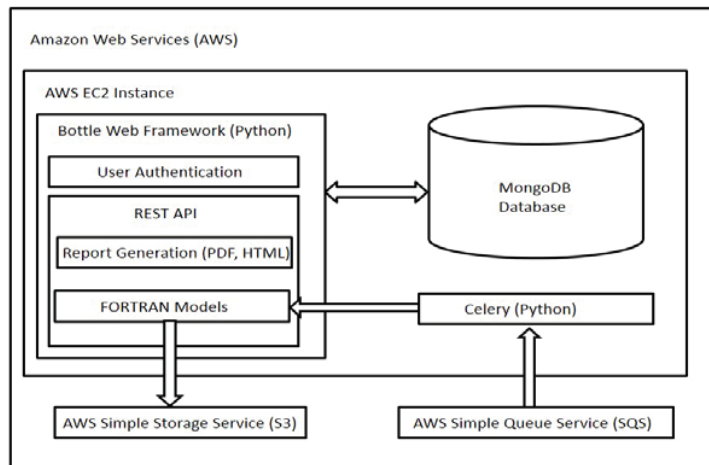 Amazon Web Services (AWS)
AWS EC2 Instance
Bottle Web Framework (Python)
User Authentication
REST API
Report Generation (PDF, HTML)
FORTRAN Models
MongoDB
Database
Celery (Python)
AWS Simple Storage Service (S3)
AWS Simple Queue Service (SQS)